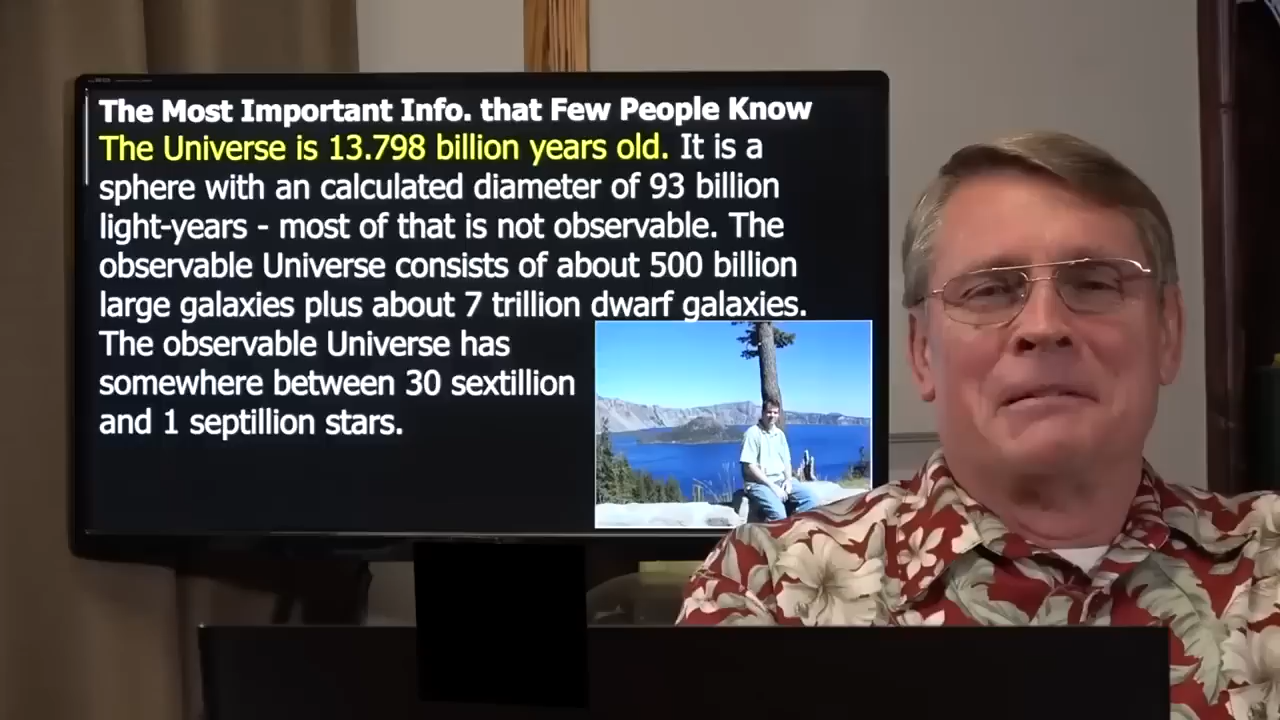 The Most Important Info. that Few People Know
The Universe is 13.798 billion years old. It is a
sphere with an calculated diameter of 93 billion
light-years - most of that is not observable. The
observable Universe consists of about 500 billion
large galaxies plus about 7 trillion dwarf galaxies.
The observable Universe has
somewhere between 30 sextillion
and 1 septillion stars.